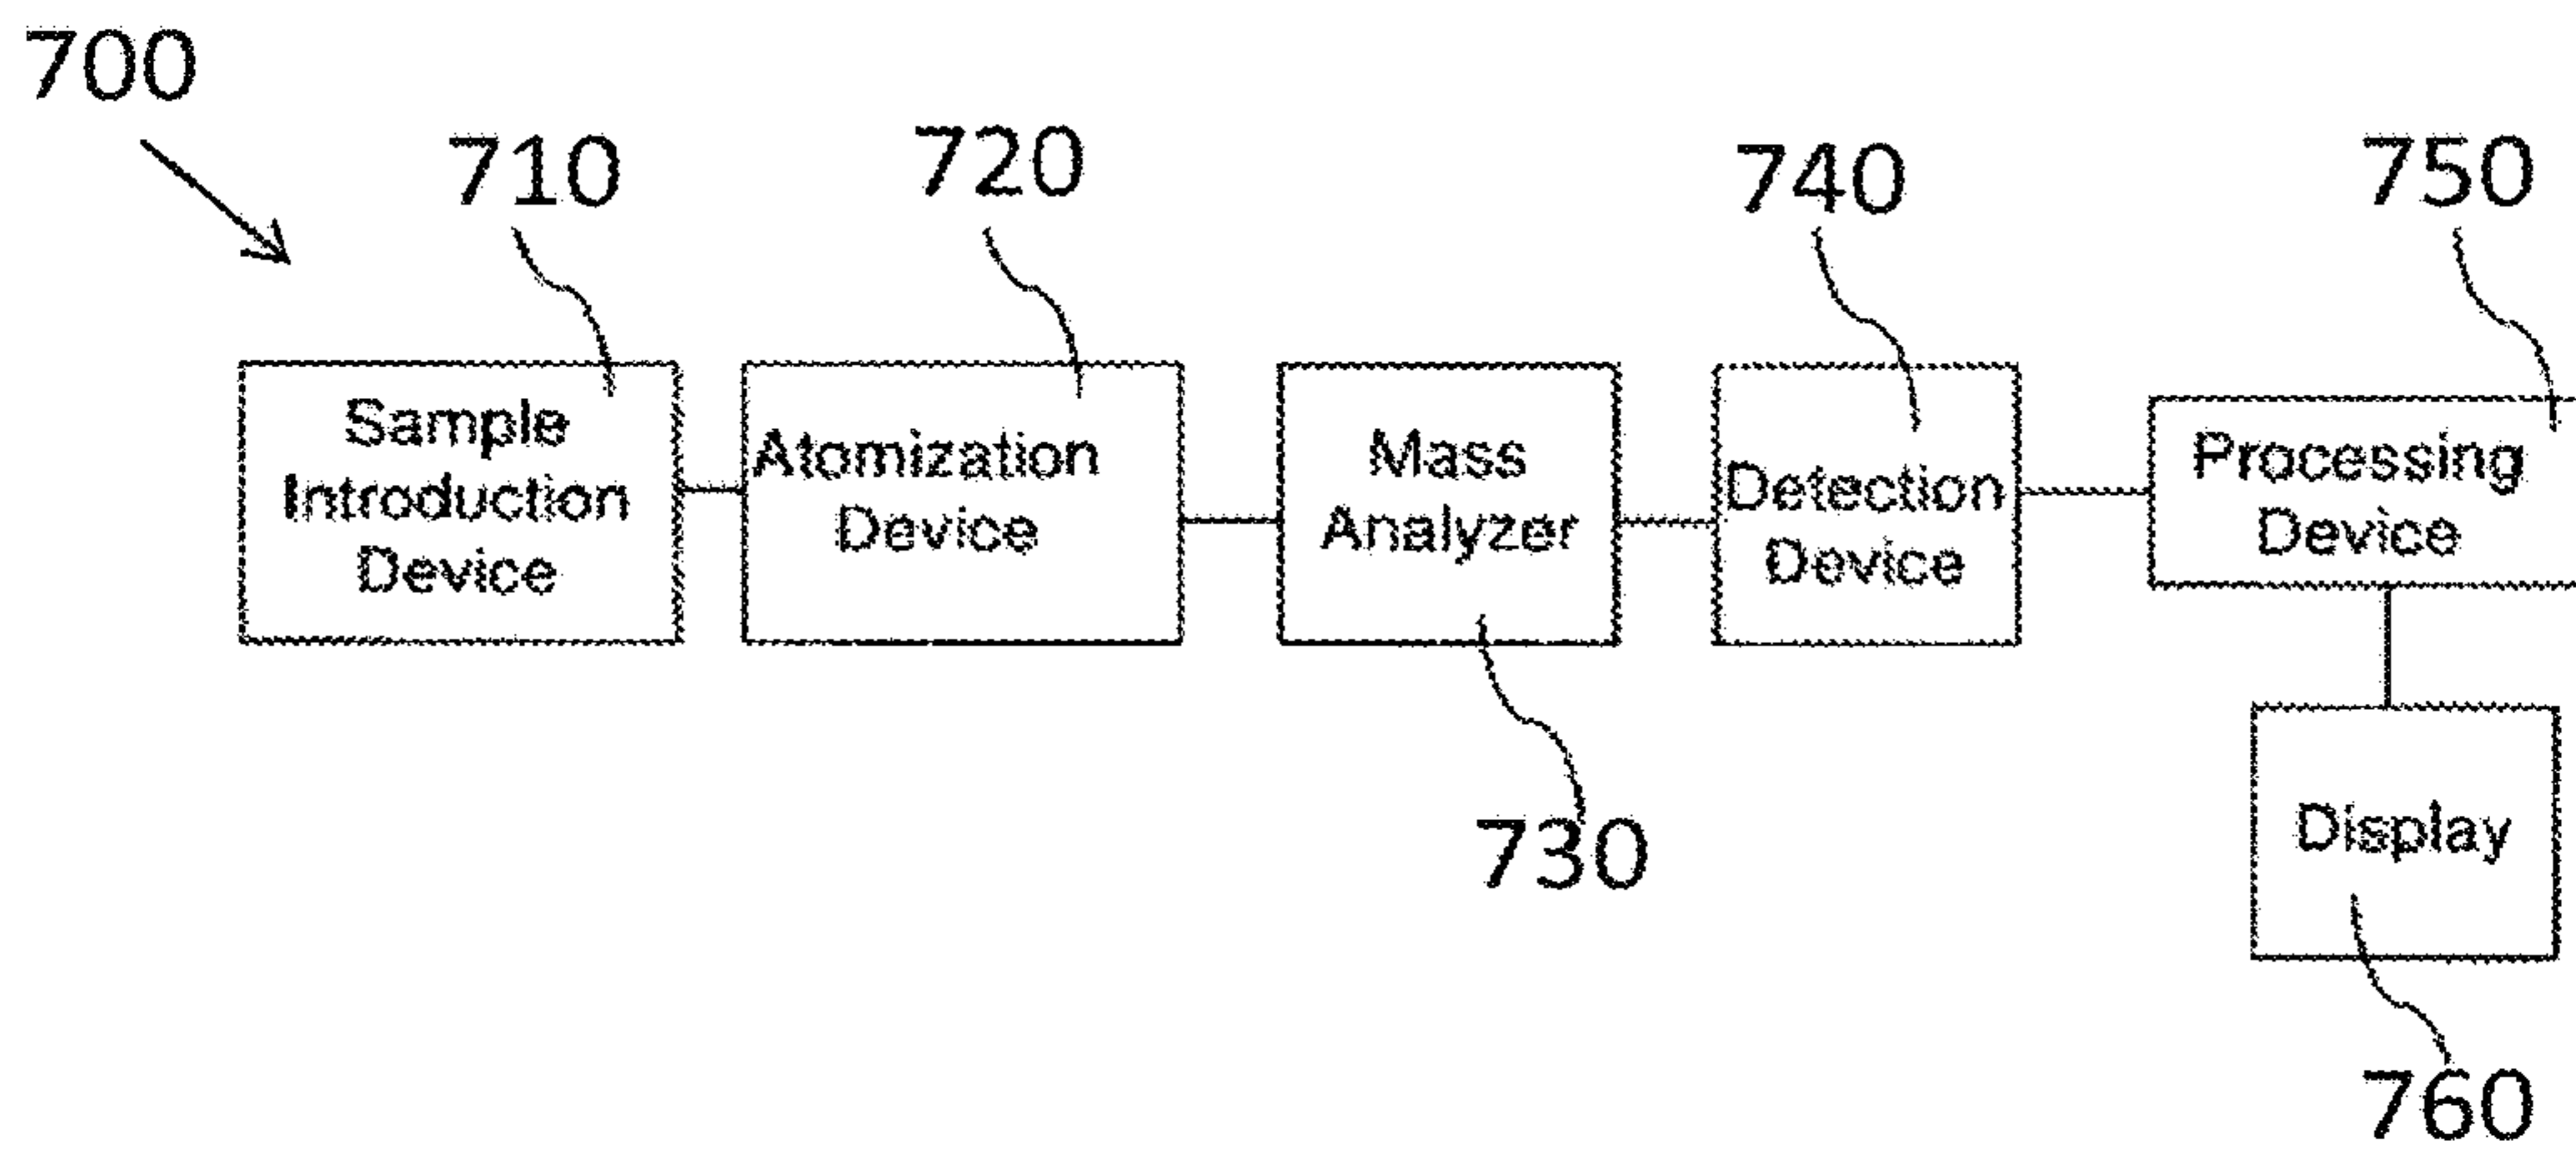 700
710
720
740
750
Sample
Introduction
Device
Atomization
Device
Mass
Analyzer
Detection
Device
Processing
Device
730
Display
760